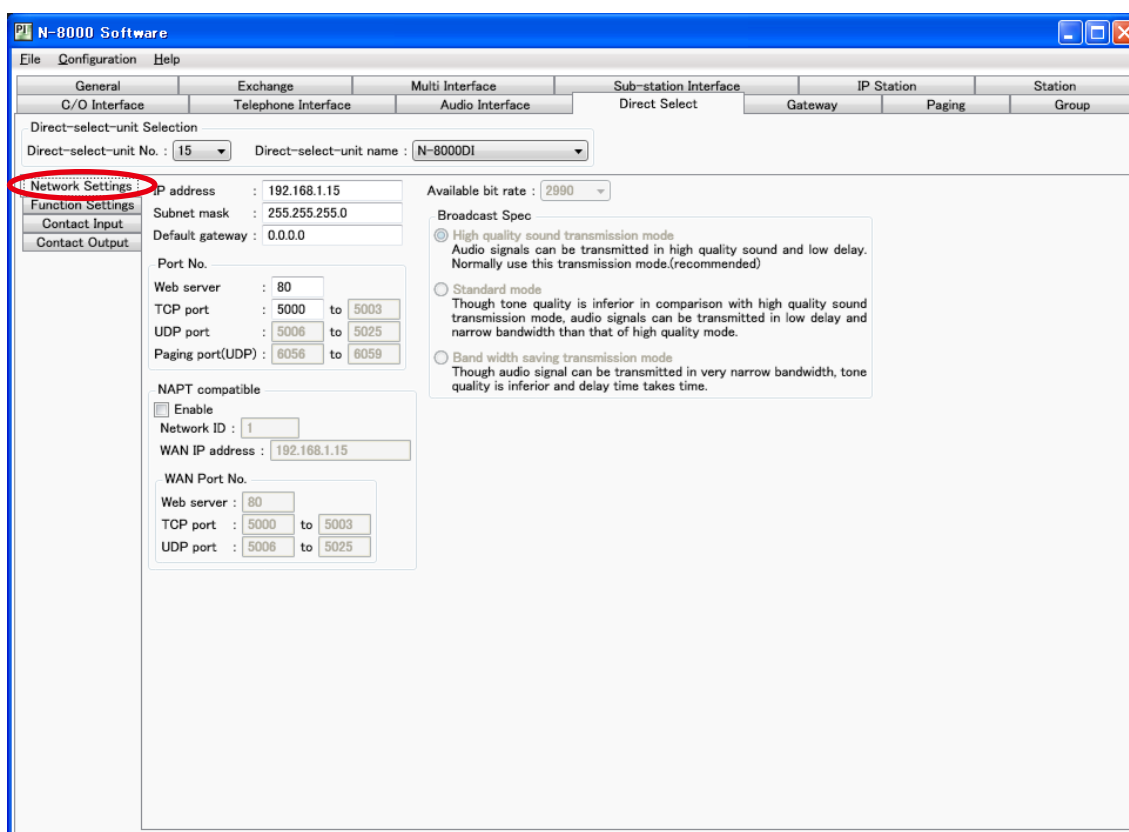 N-8000 Software
File Configuration Help
General Exchange Multi Interface Sub-station Interface IP Station Station
C/O Interface Telephone Interface Audio Interface Direct Select Gateway Paging Group
Direct-select-unit Selection
Direct-select-unit No. : 15 Direct-select-unit name : N-8000DI
Network Settings
Function Settings
Contact Input
Contact Output
IP address : 192.168.1.15
Subnet mask : 255.255.255.0
Default gateway : 0.0.0.0
Port No.
Web server : 80
TCP port : 5000 to 5003
UDP port : 5006 to 5025
Paging port(UDP) : 6056 to 6059
NAPT compatible
Enable
Network ID : 1
WAN IP address : 192.168.1.15
WAN Port No.
Web server : 80
TCP port : 5000 to 5003
UDP port : 5006 to 5025
Available bit rate : 2990
Broadcast Spec
High quality sound transmission mode
Audio signals can be transmitted in high quality sound and low delay.
Normally use this transmission mode.(recommended)
Standard mode
Though tone quality is inferior in comparison with high quality sound
transmission mode, audio signals can be transmitted in low delay and
narrow bandwidth than that of high quality mode.
Band width saving transmission mode
Though audio signal can be transmitted in very narrow bandwidth, tone
quality is inferior and delay time takes time.